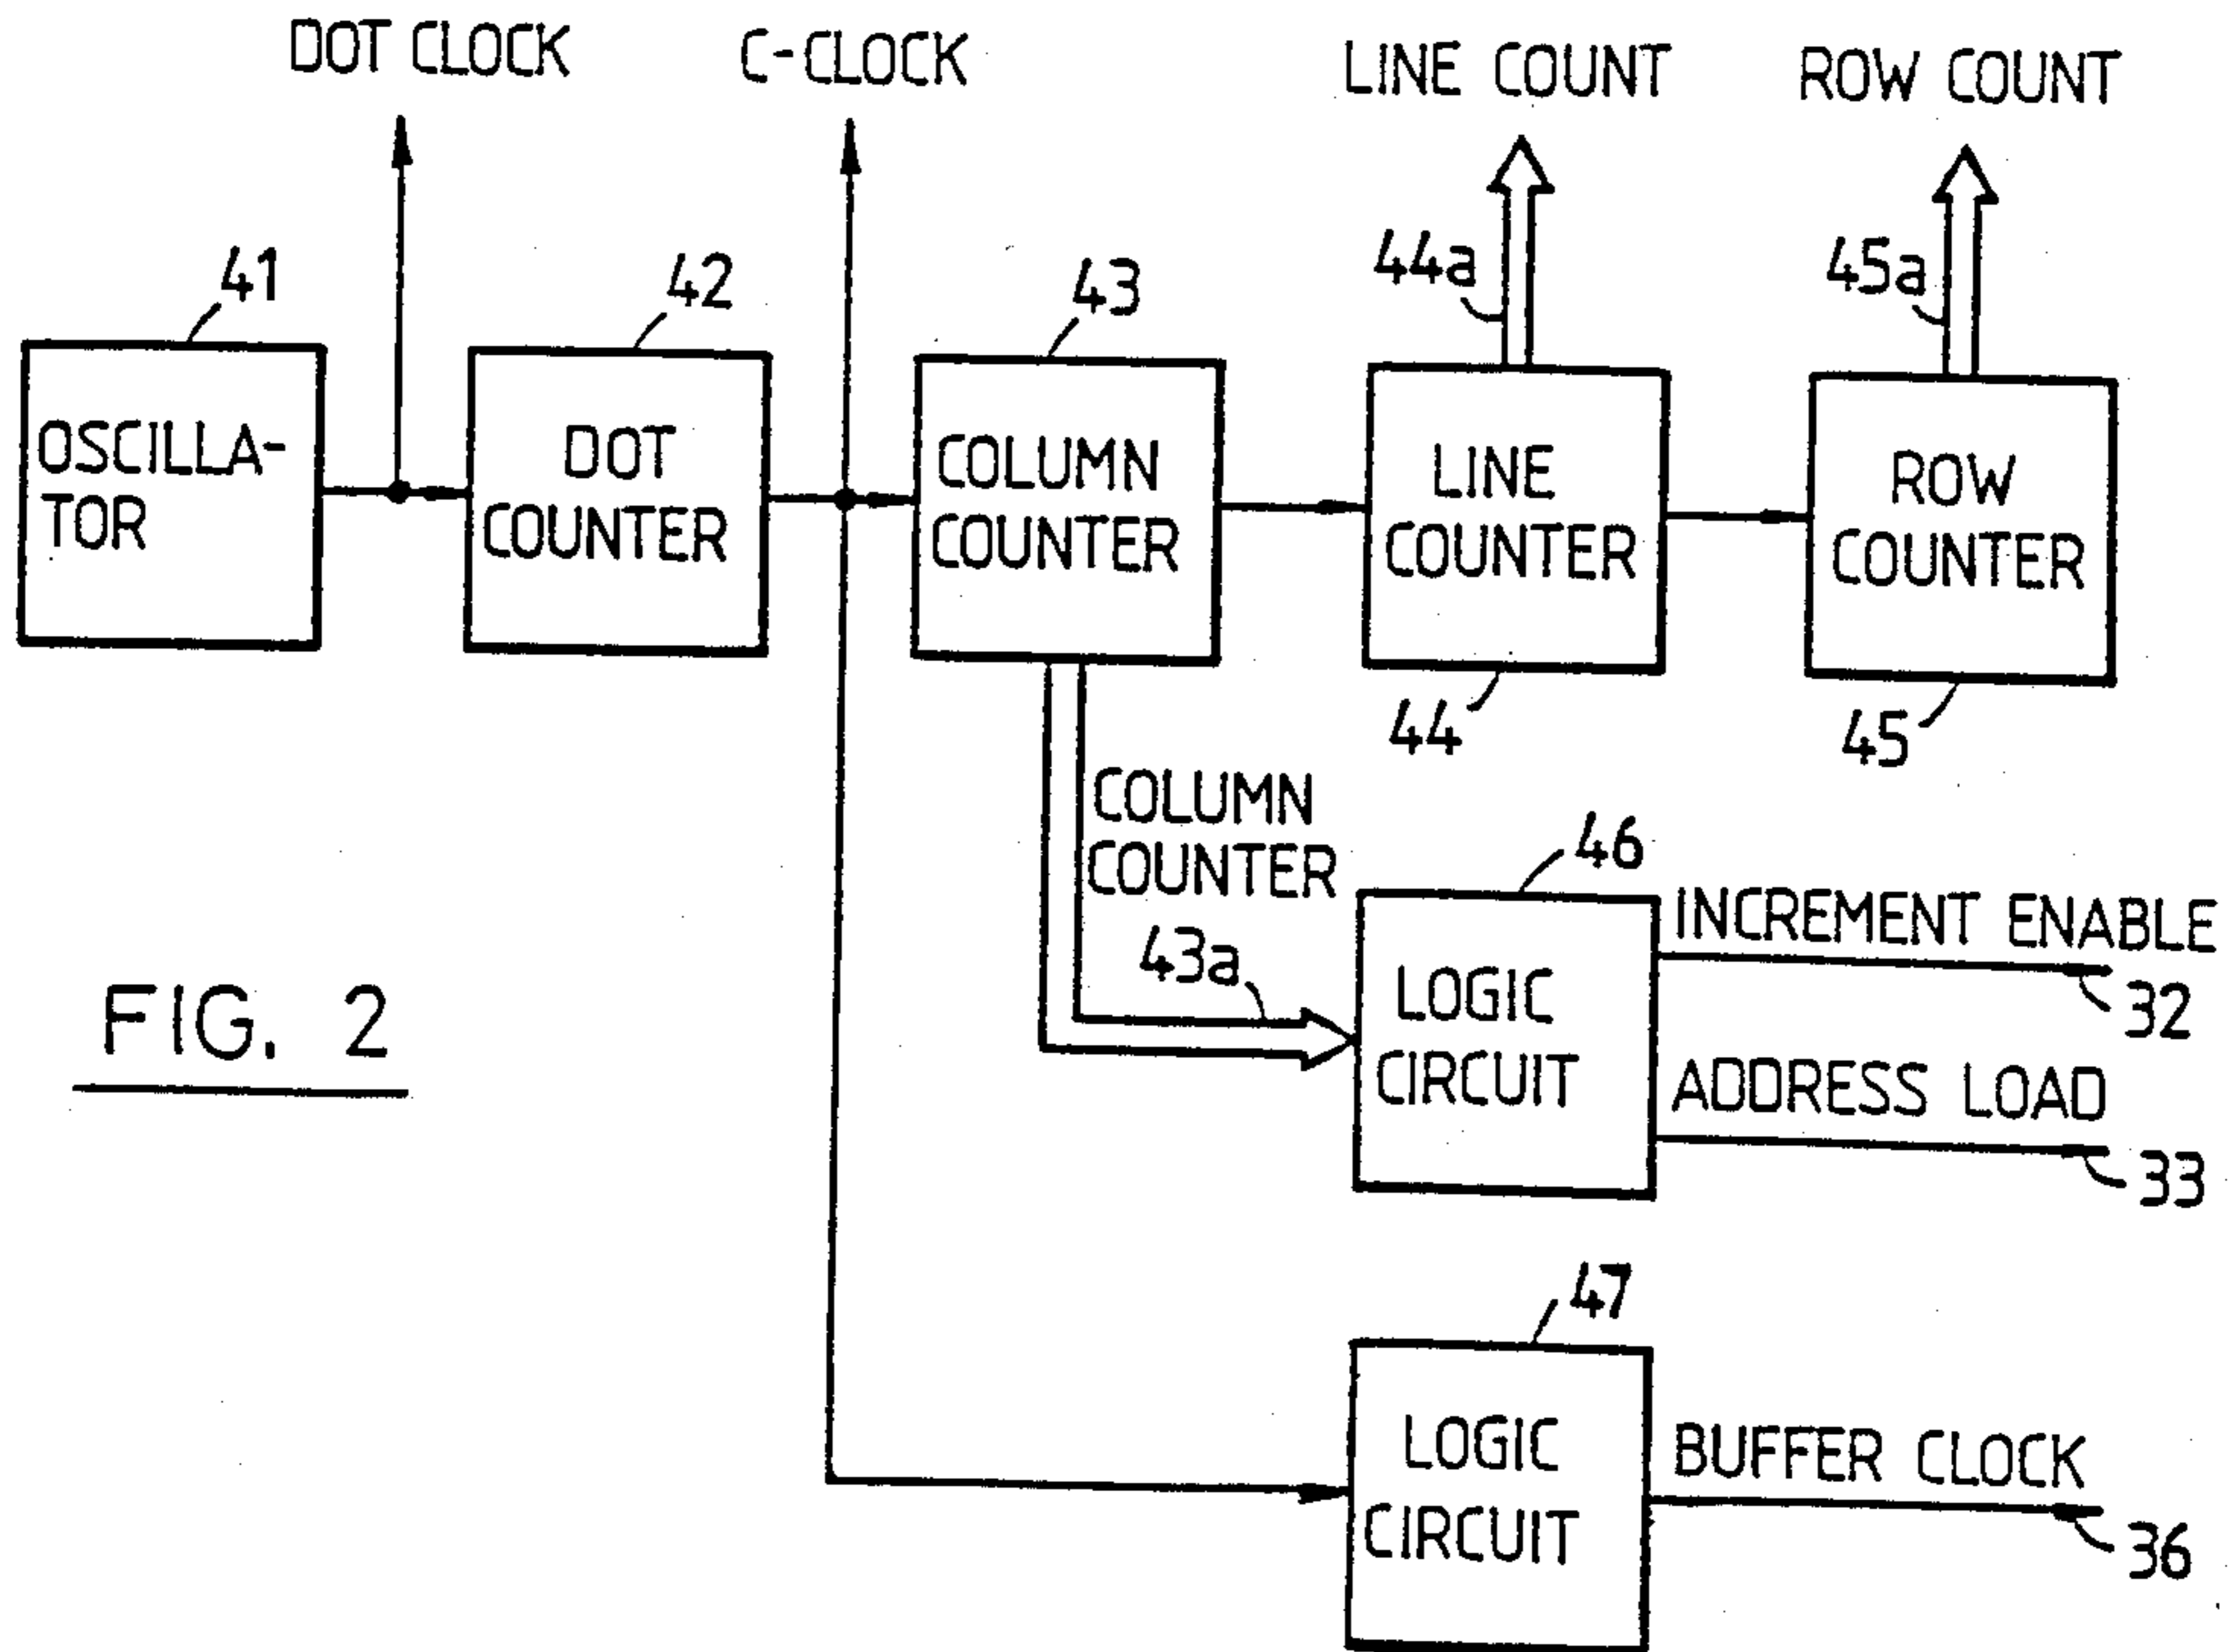 DOT CLOCK
C-CLOCK
LINE COUNT
ROW COUNT
41
42
43
44a
45a
OSCILLA-
TOR
DOT
COUNTER
COLUMN
COUNTER
LINE
COUNTER
ROW
COUNTER
44
45
COLUMN
COUNTER
43a
46
LOGIC
CIRCUIT
INCREMENT ENABLE
32
ADDRESS LOAD
33
FIG. 2
47
LOGIC
CIRCUIT
BUFFER CLOCK
36